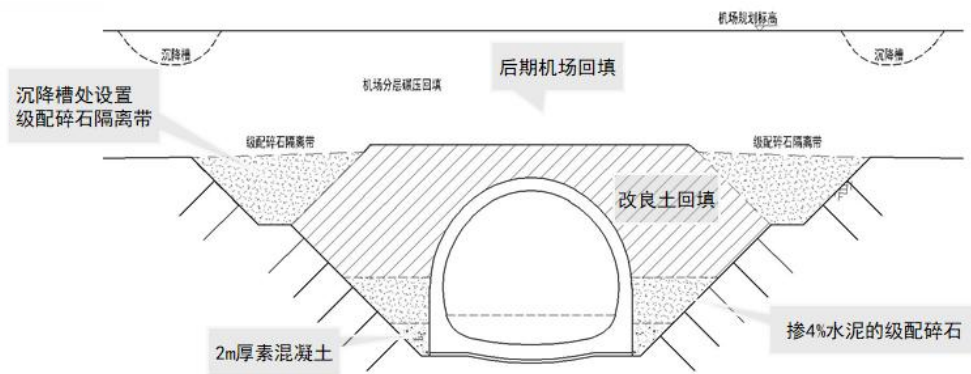 机场规划标高
沉降槽
沉降槽
后期机场回填
沉降槽处设置
级配碎石隔离带
机场分层碾压回填
级配碎石隔离带
级配碎石隔离带
改良土回填
2m厚素混凝土
掺4%水泥的级配碎石